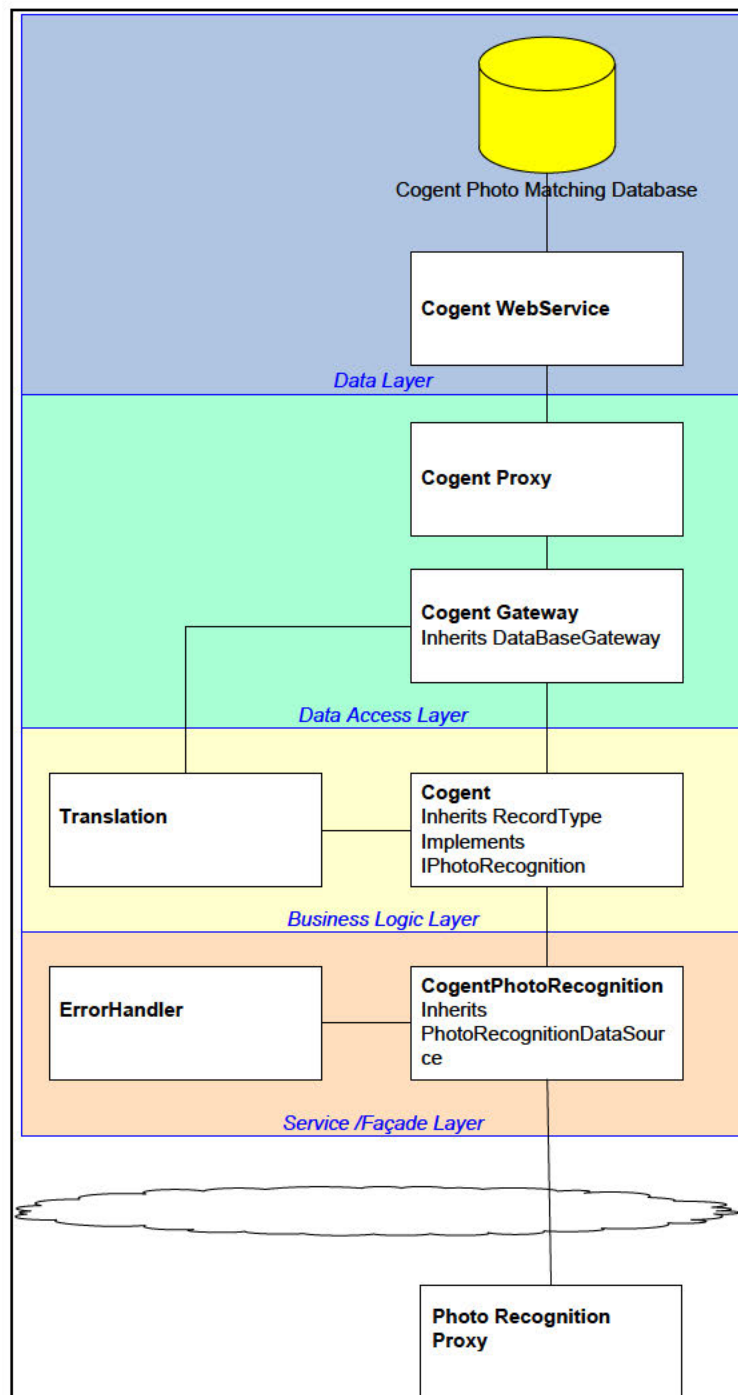 Cogent Photo Matching Database
Cogent WebService
Data Layer
Cogent Proxy
Cogent Gateway
Inherits DataBaseGateway
Data Access Layer
Translation
Cogent
Inherits RecordType
Implements
IPhotoRecognition
Business Logic Layer
ErrorHandler
CogentPhotoRecognition
Inherits
PhotoRecognitionDataSour
ce
Service /Façade Layer
Photo Recognition
Proxy